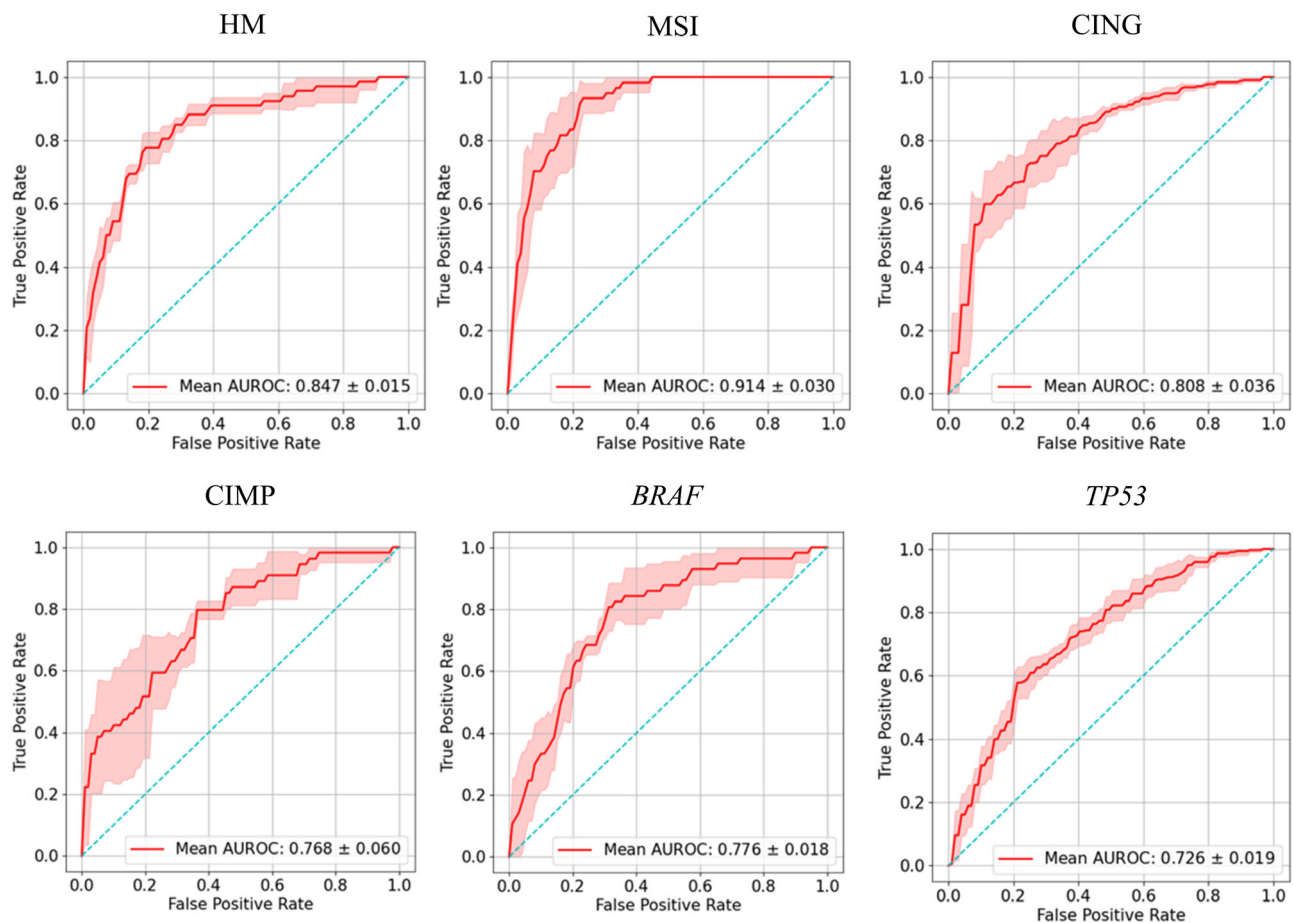 HM
1.0
0.8
0.6
0.4
0.2
0.0
True Positive Rate
Mean AUROC: 0.847 ± 0.015
0.0 0.2 0.4 0.6 0.8 1.0
False Positive Rate
MSI
1.0
0.8
0.6
0.4
0.2
0.0
True Positive Rate
Mean AUROC: 0.914 ± 0.030
0.0 0.2 0.4 0.6 0.8 1.0
False Positive Rate
CING
1.0
0.8
0.6
0.4
0.2
0.0
True Positive Rate
Mean AUROC: 0.808 ± 0.036
0.0 0.2 0.4 0.6 0.8 1.0
False Positive Rate
CIMP
1.0
0.8
0.6
0.4
0.2
0.0
True Positive Rate
Mean AUROC: 0.768 ± 0.060
0.0 0.2 0.4 0.6 0.8 1.0
False Positive Rate
BRAF
1.0
0.8
0.6
0.4
0.2
0.0
True Positive Rate
Mean AUROC: 0.776 ± 0.018
0.0 0.2 0.4 0.6 0.8 1.0
False Positive Rate
TP53
1.0
0.8
0.6
0.4
0.2
0.0
True Positive Rate
Mean AUROC: 0.726 ± 0.019
0.0 0.2 0.4 0.6 0.8 1.0
False Positive Rate